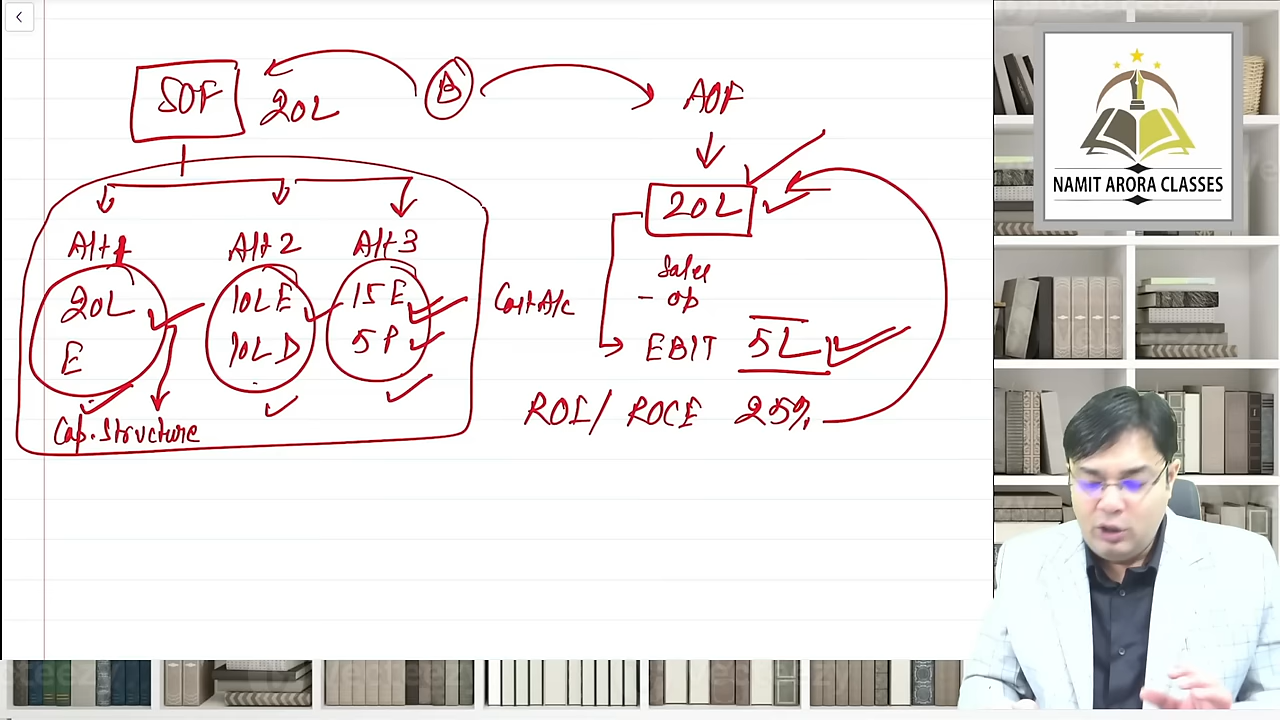 SOF
20L
B
AOF
Alt 1
Alt 2
Alt 3
20L
E
10L E
10L D
15 E
5 P
Cap. Structure
20L
Sales
- op
EBIT 5L
ROI/ ROCE 25%
NAMIT ARORA CLASSES